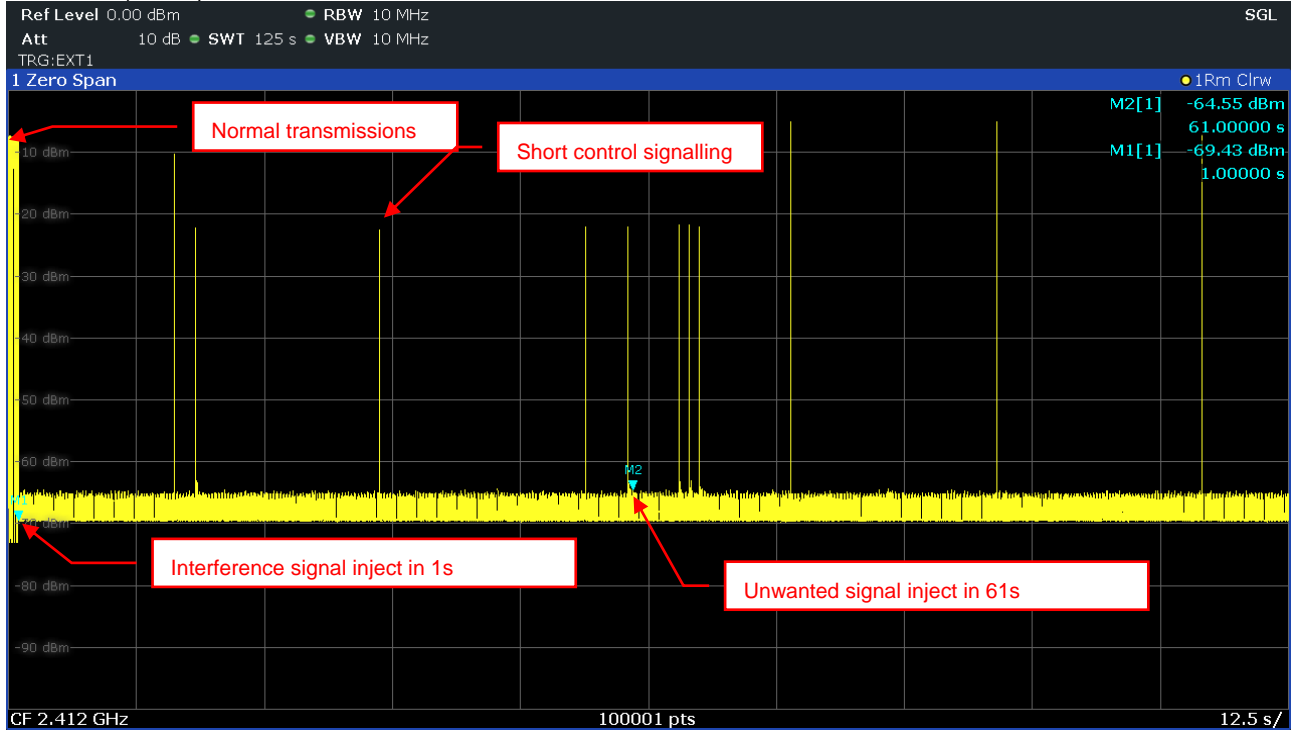 Ref Level 0.00 dBm RBW 10 MHz SGL
Att 10 dB SWT 125 s VBW 10 MHz
TRG:EXT1
1 Zero Span 1Rm Clrw
M2[1] -64.55 dBm
61.00000 s
M1[1] -69.43 dBm
1.00000 s
Normal transmissions
Short control signalling
-10 dBm
-20 dBm
-30 dBm
-40 dBm
-50 dBm
-60 dBm
M2
M1
-70 dBm
Interference signal inject in 1s
Unwanted signal inject in 61s
-80 dBm
-90 dBm
CF 2.412 GHz 100001 pts 12.5 s/